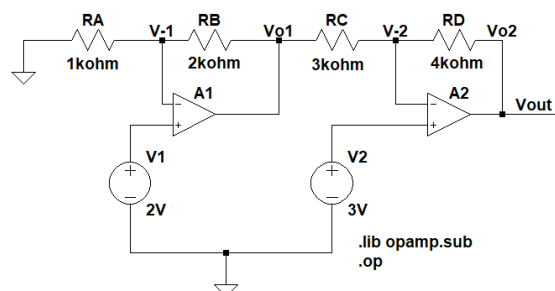 RA V-1 RB Vo1 RC V-2 RD Vo2
1kohm 2kohm 3kohm 4kohm
A1 A2
Vout
V1 V2
2V 3V
.lib opamp.sub
.op